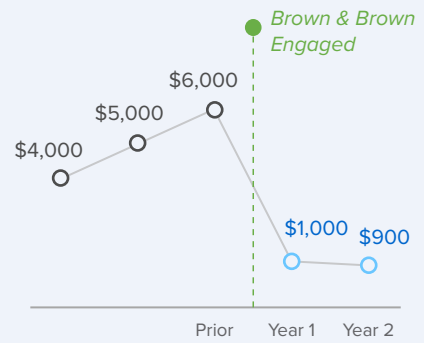 Brown & Brown
Engaged
$6,000
$5,000
$4,000
$1,000
$900
Prior
Year 1
Year 2